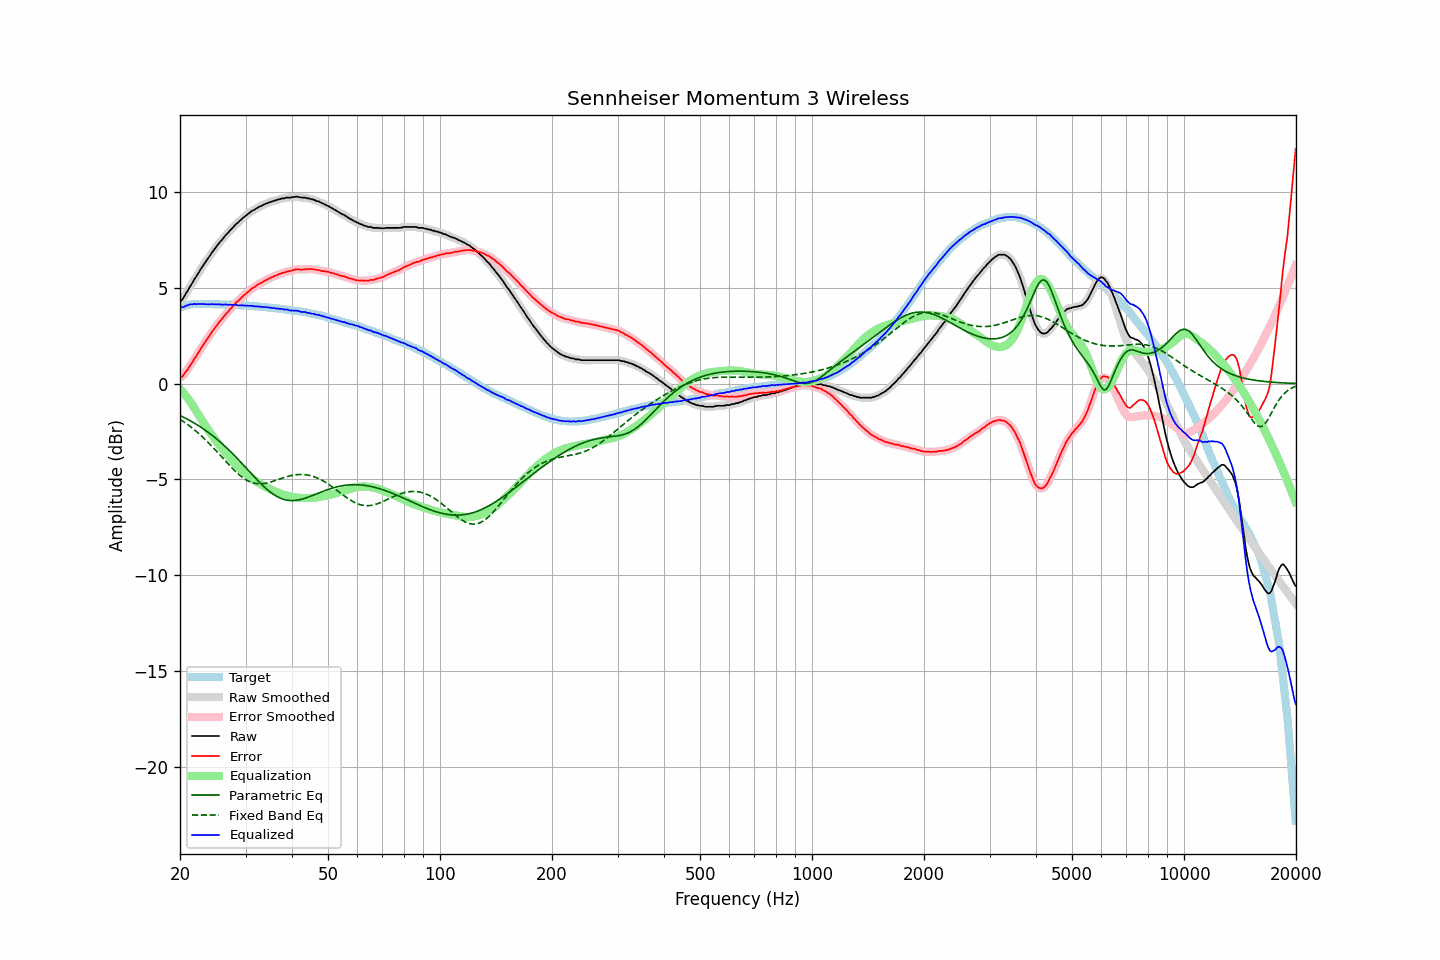 Sennheiser Momentum 3 Wireless
Amplitude (dBr)
10
5
0
−5
−10
−15
−20
Target
Raw Smoothed
Error Smoothed
Raw
Error
Equalization
Parametric Eq
Fixed Band Eq
Equalized
20 50 100 200 500 1000 2000 5000 10000 20000
Frequency (Hz)